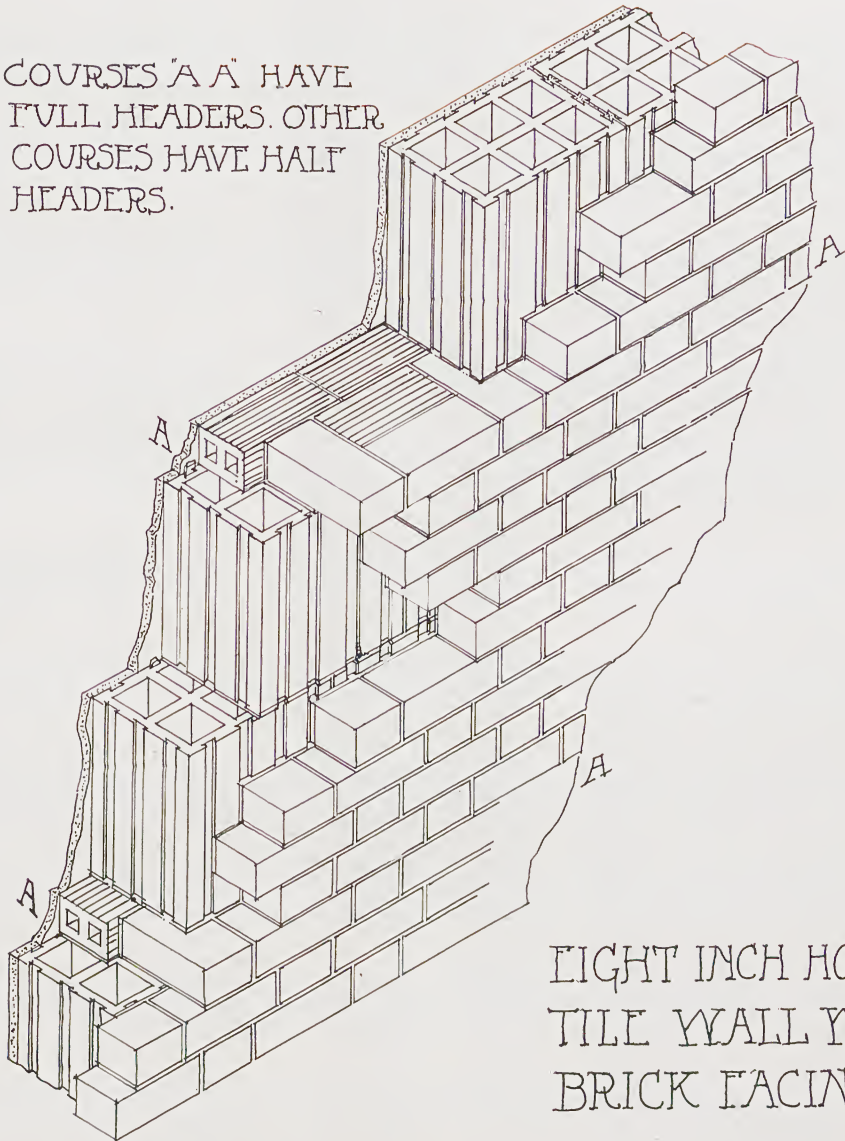 COURSES "A A" HAVE
FULL HEADERS. OTHER
COURSES HAVE HALF
HEADERS.
A
A
A
A
EIGHT INCH
TILE WALL
BRICK